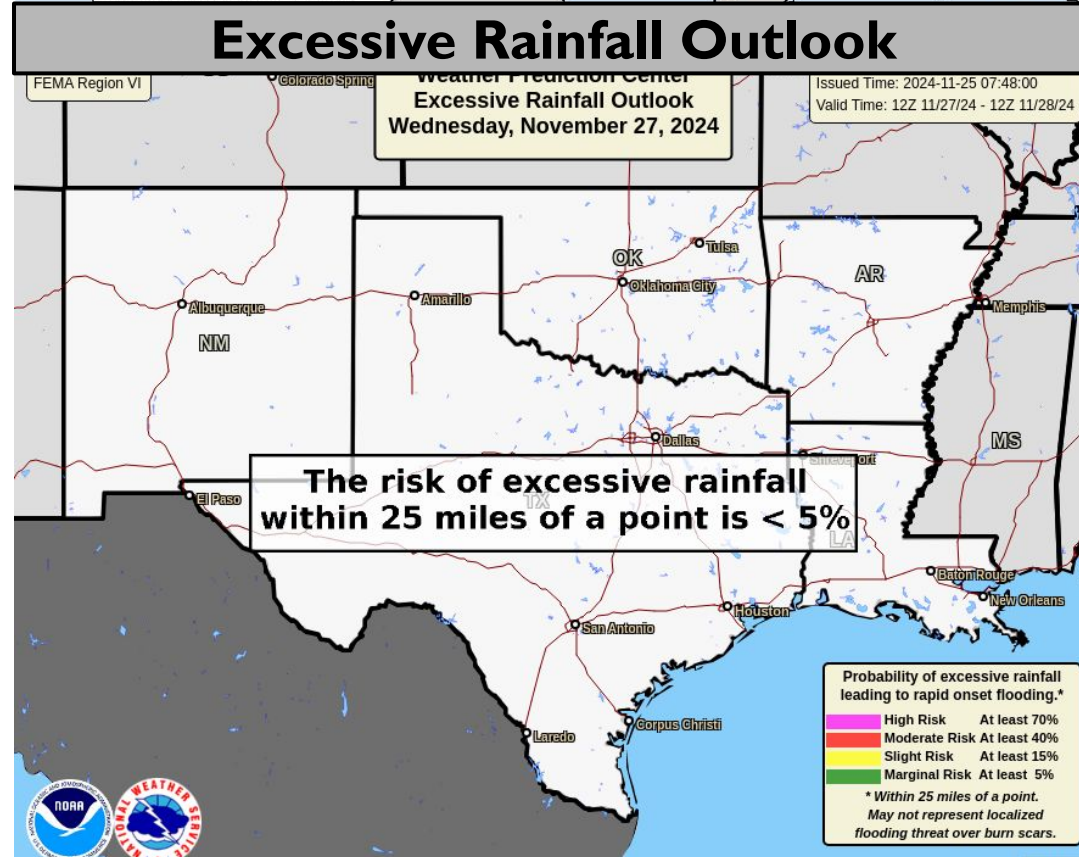 Excessive Rainfall Outlook
FEMA Region VI
Colorado Spring
Weather Prediction Center
Excessive Rainfall Outlook
Wednesday, November 27, 2024
Issued Time: 2024-11-25 07:48:00
Valid Time: 12Z 11/27/24 - 12Z 11/28/24
Tulsa
OK
AR
Oklahoma City
Amarillo
Albuquerque
Memphis
NM
Dallas
MS
Shreveport
The risk of excessive rainfall
TX
El Paso
within 25 miles of a point is < 5%
LA
Baton Rouge
New Orleans
Houston
San Antonio
Corpus Christi
Laredo
Probability of excessive rainfall
leading to rapid onset flooding.*
High Risk At least 70%
Moderate Risk At least 40%
Slight Risk At least 15%
Marginal Risk At least 5%
* Within 25 miles of a point.
May not represent localized
flooding threat over burn scars.
NOAA
NATIONAL WEATHER SERVICE